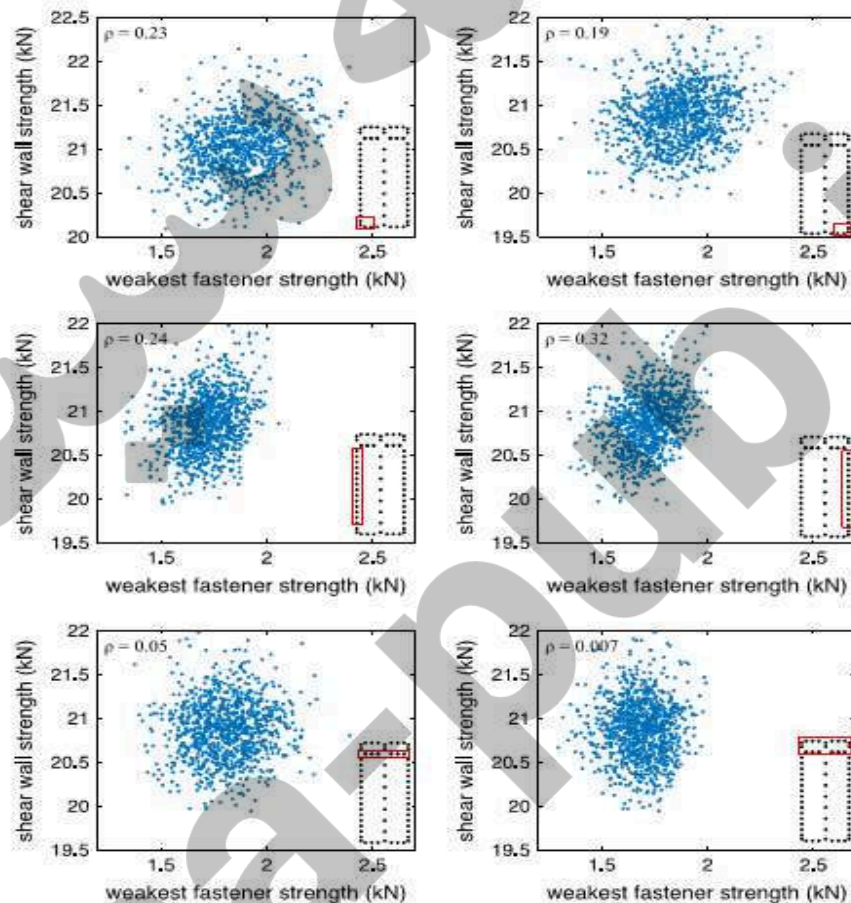 22.5
ρ = 0.23
22
21.5
21
20.5
20
1.5 2 2.5
shear wall strength (kN)
weakest fastener strength (kN)
22
ρ = 0.19
21.5
21
20.5
20
19.5
1.5 2 2.5
shear wall strength (kN)
weakest fastener strength (kN)
22
ρ = 0.24
21.5
21
20.5
20
19.5
1.5 2 2.5
shear wall strength (kN)
weakest fastener strength (kN)
22
ρ = 0.32
21.5
21
20.5
20
19.5
1.5 2 2.5
shear wall strength (kN)
weakest fastener strength (kN)
22
ρ = 0.05
21.5
21
20.5
20
19.5
1.5 2 2.5
shear wall strength (kN)
weakest fastener strength (kN)
22
ρ = 0.007
21.5
21
20.5
20
19.5
1.5 2 2.5
shear wall strength (kN)
weakest fastener strength (kN)